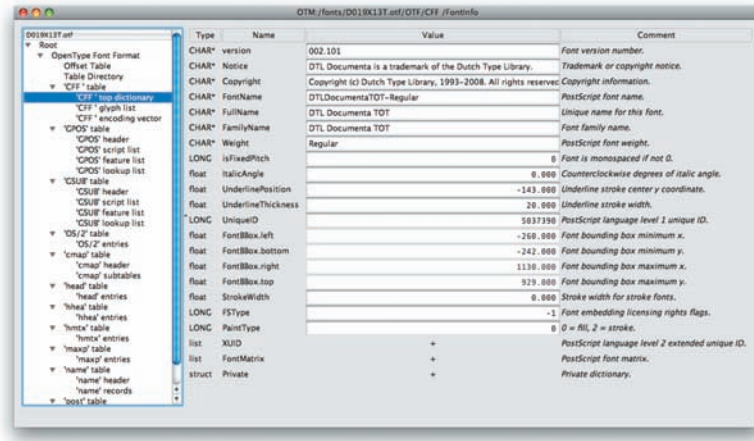 OTM:/fonts/D019X13T.otf/OTF/CFF /FontInfo
D019X13T.otf
Root
OpenType Font Format
Offset Table
Table Directory
'CFF ' table
'CFF ' top dictionary
'CFF ' glyph list
'CFF ' encoding vector
'GPOS' table
'GPOS' header
'GPOS' script list
'GPOS' feature list
'GPOS' lookup list
'GSUB' table
'GSUB' header
'GSUB' script list
'GSUB' feature list
'GSUB' lookup list
'OS/2' table
'OS/2' entries
'cmap' table
'cmap' header
'cmap' subtables
'head' table
'head' entries
'hhea' table
'hhea' entries
'hmtx' table
'hmtx' entries
'maxp' table
'maxp' entries
'name' table
'name' header
'name' records
'post' table
Type Name Value Comment
CHAR* version 002.101 Font version number.
CHAR* Notice DTL Documenta is a trademark of the Dutch Type Library. Trademark or copyright notice.
CHAR* Copyright Copyright (c) Dutch Type Library, 1993-2008. All rights reserved Copyright information.
CHAR* FontName DTLDocumentaTOT-Regular PostScript font name.
CHAR* FullName DTL Documenta TOT Unique name for this font.
CHAR* FamilyName DTL Documenta TOT Font family name.
CHAR* Weight Regular PostScript font weight.
LONG isFixedPitch 0 Font is monospaced if not 0.
float ItalicAngle 0.000 Counterclockwise degrees of italic angle.
float UnderlinePosition -143.000 Underline stroke center y coordinate.
float UnderlineThickness 20.000 Underline stroke width.
LONG UniqueID 5037390 PostScript language level 1 unique ID.
float FontBBox.left -260.000 Font bounding box minimum x.
float FontBBox.bottom -242.000 Font bounding box minimum y.
float FontBBox.right 1130.000 Font bounding box maximum x.
float FontBBox.top 929.000 Font bounding box maximum y.
float StrokeWidth 0.000 Stroke width for stroke fonts.
LONG FSType -1 Font embedding licensing rights flags.
LONG PaintType 0 0 = fill, 2 = stroke.
list XUID + PostScript language level 2 extended unique ID.
list FontMatrix + PostScript font matrix.
struct Private + Private dictionary.